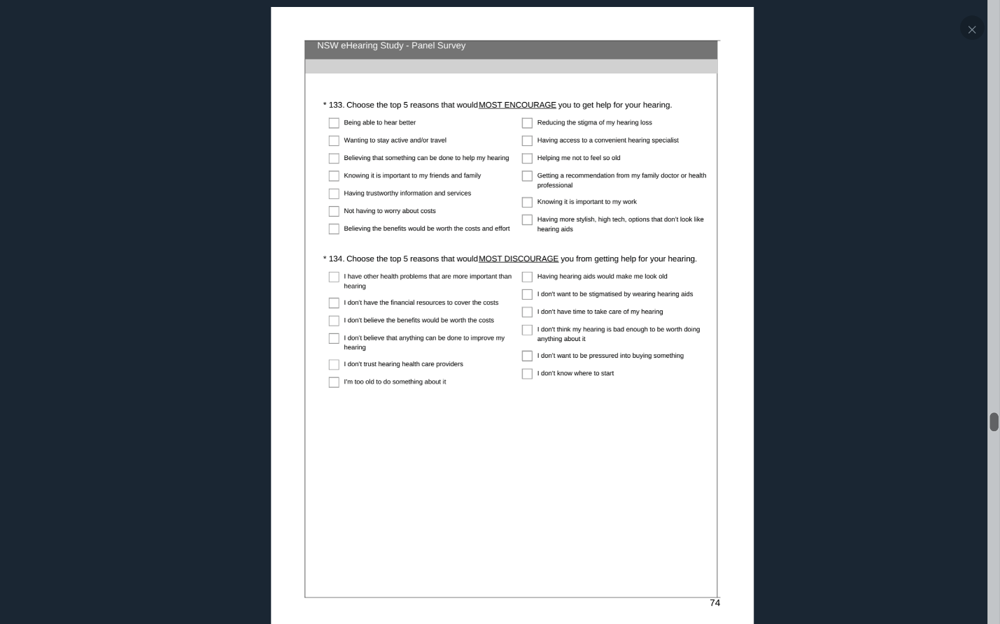 NSW eHearing Study - Panel Survey
* 133. Choose the top 5 reasons that would MOST ENCOURAGE you to get help for your hearing.
Being able to hear better
Wanting to stay active and/or travel
Believing that something can be done to help my hearing
Knowing it is important to my friends and family
Having trustworthy information and services
Not having to worry about costs
Believing the benefits would be worth the costs and effort
Reducing the stigma of my hearing loss
Having access to a convenient hearing specialist
Helping me not to feel so old
Getting a recommendation from my family doctor or health
professional
Knowing it is important to my work
Having more stylish, high tech, options that don't look like
hearing aids
* 134. Choose the top 5 reasons that would MOST DISCOURAGE you from getting help for your hearing.
I have other health problems that are more important than
hearing
I don't have the financial resources to cover the costs
I don't believe the benefits would be worth the costs
I don't believe that anything can be done to improve my
hearing
I don't trust hearing health care providers
I'm too old to do something about it
Having hearing aids would make me look old
I don't want to be stigmatised by wearing hearing aids
I don't have time to take care of my hearing
I don't think my hearing is bad enough to be worth doing
anything about it
I don't want to be pressured into buying something
I don't know where to start
74